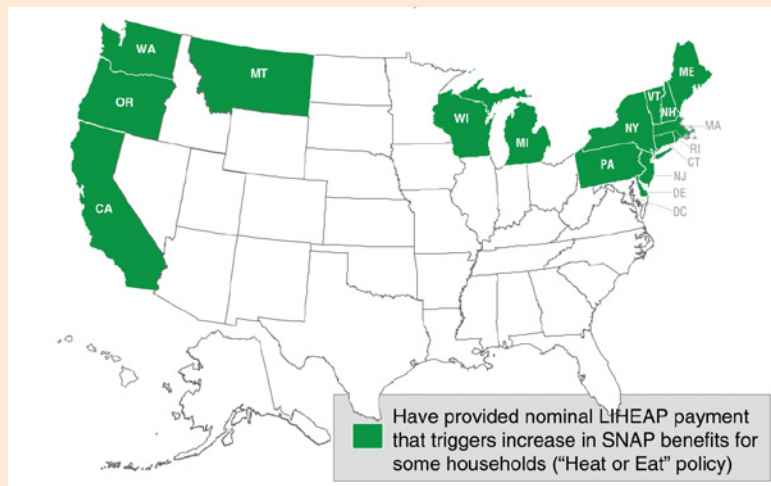 WA
MT
OR
CA
WI
MI
ME
VT
NH
NY
MA
RI
CT
PA
NJ
DE
DC
Have provided nominal LIHEAP payment
that triggers increase in SNAP benefits for
some households (“Heat or Eat” policy)